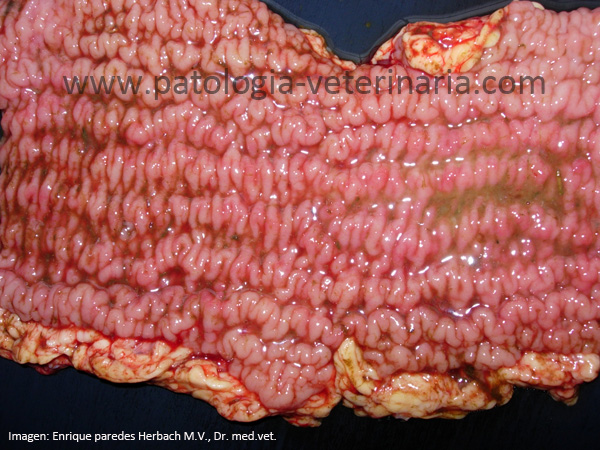 www.patologia-veterinaria.com
Imagen: Enrique paredes Herbach M.V., Dr. med.vet.